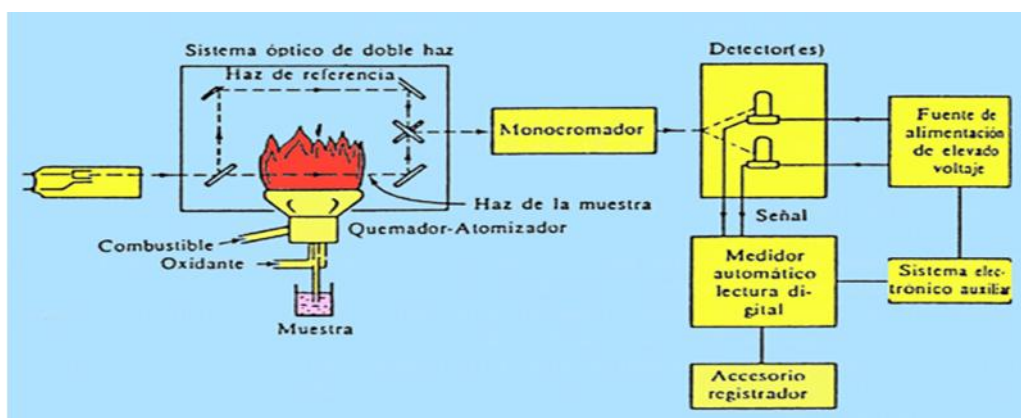 Sistema óptico de doble haz
Haz de referencia
Detector(es)
Monocromador
Fuente de
alimentación
de elevado
voltaje
Haz de la muestra
Quemador-Atomizador
Combustible
Oxidante
Muestra
Señal
Medidor
automático
lectura di-
gital
Sistema elec-
trónico auxiliar
Accesorio
registrador